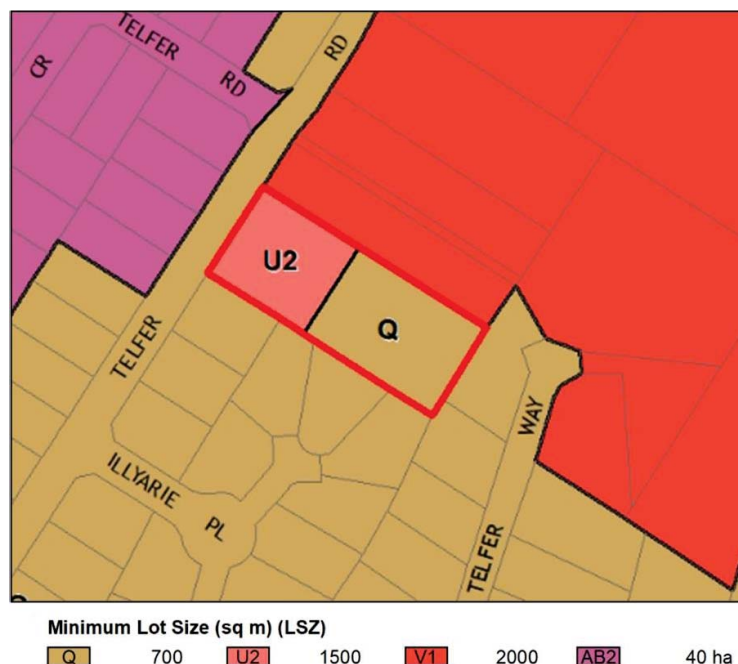 TELFER
RD
RD
CR
U2
Q
TELFER
WAY
ILLYARIE
PL
TELFER
Minimum Lot Size (sq m) (LSZ)
Q 700 U2 1500 V1 2000 AB2 40 ha